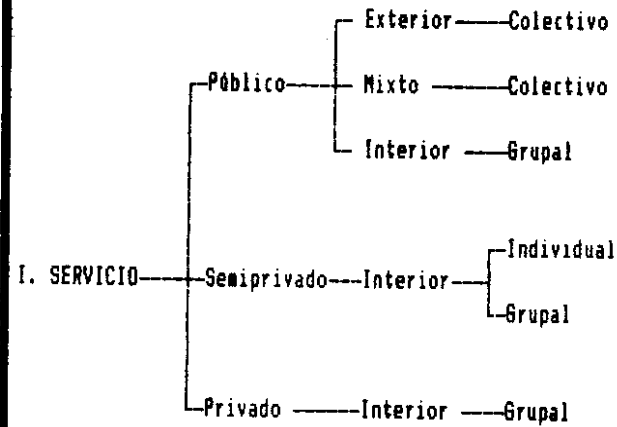 Exterior Colectivo
Público Mixto Colectivo
Interior Grupal
Individual
I. SERVICIO Semiprivado Interior
Grupal
Privado Interior Grupal